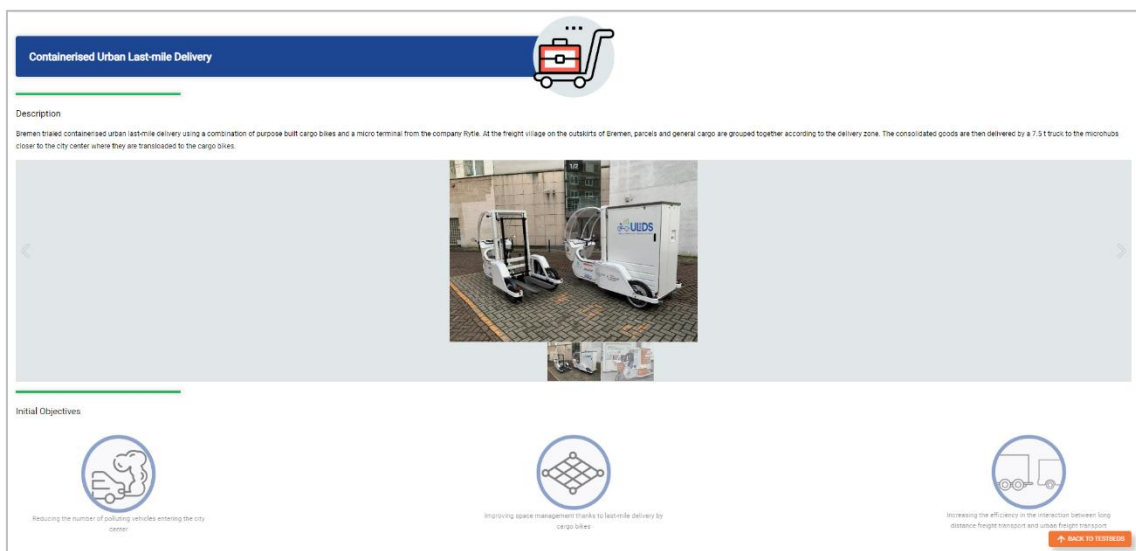 Containerised Urban Last-mile Delivery
Description
Bremen trialed containerised urban last-mile delivery using a combination of purpose built cargo bikes and a micro terminal from the company Rytle. At the freight village on the outskirts of Bremen, parcels and general cargo are grouped together according to the delivery zone. The consolidated goods are then delivered by a 7.5 t truck to the microhubs
closer to the city center where they are transloaded to the cargo bikes.
1/2
ULaaDS
Initial Objectives
Reducing the number of polluting vehicles entering the city
center
Improving space management thanks to last-mile delivery by
cargo bikes
Increasing the efficiency in the interaction between long
distance freight transport and urban freight transport
BACK TO TESTBEDS